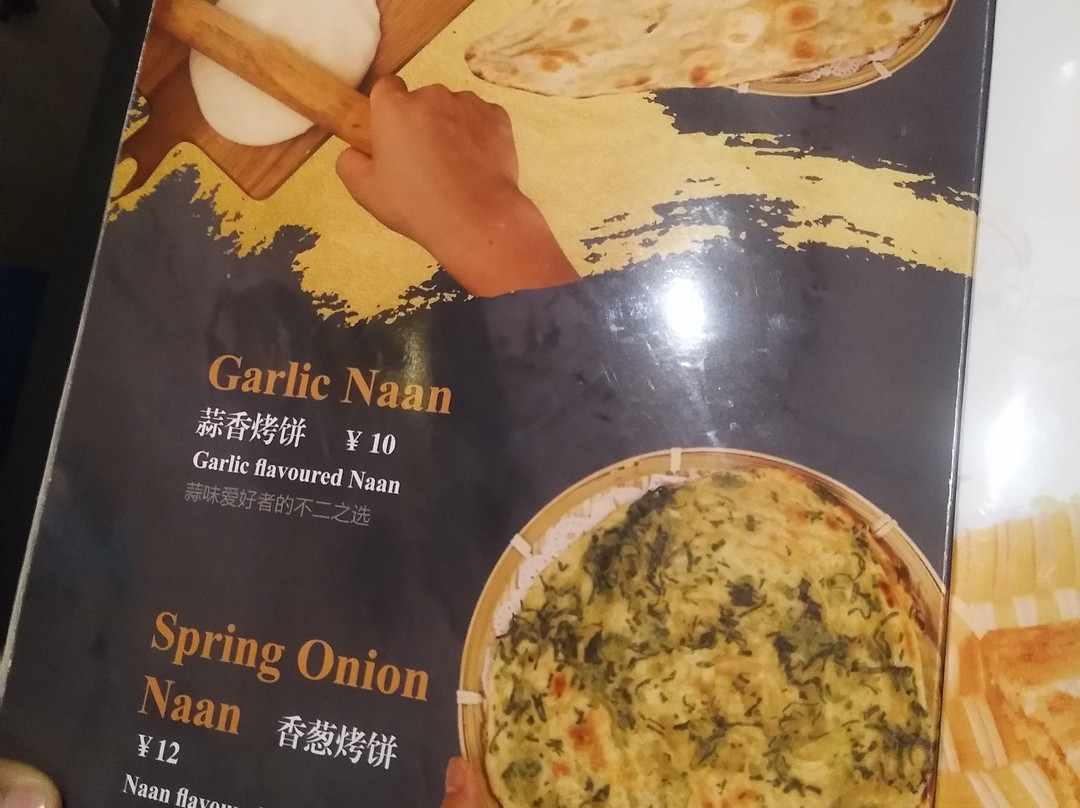 Garlic Naan
蒜香烤饼 ¥ 10
Garlic flavoured Naan
蒜味爱好者的不二之选
Spring Onion
Naan 香葱烤饼
¥ 12
Naan